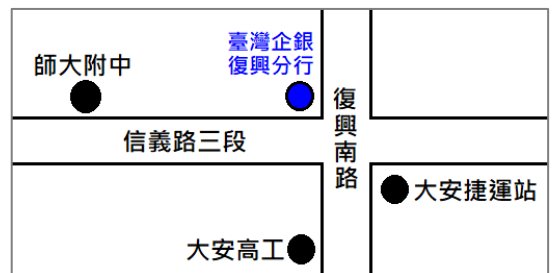 臺灣企銀
復興分行
師大附中
復興南路
信義路三段
大安捷運站
大安高工